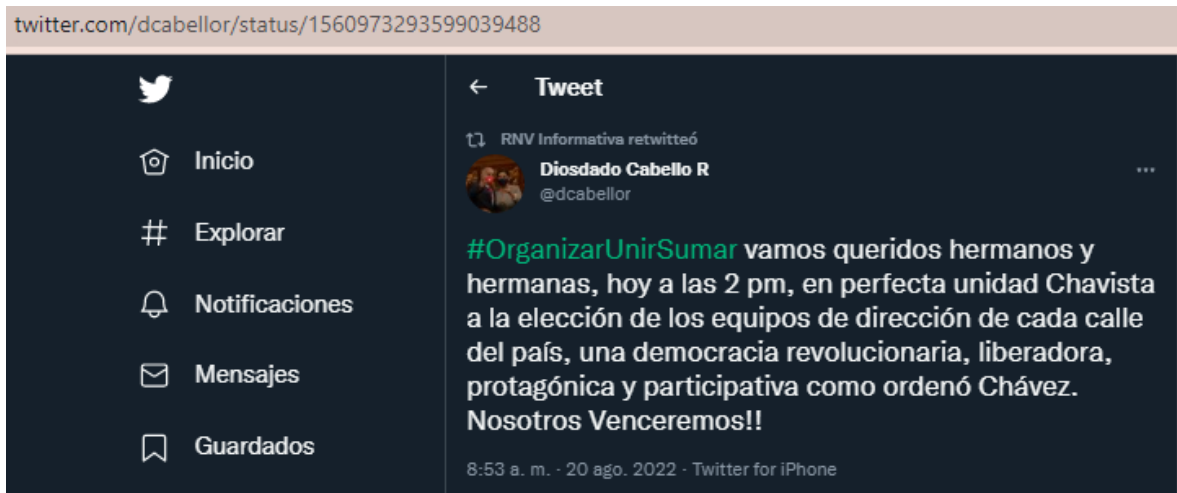 twitter.com/dcabellor/status/1560973293599039488
Inicio
Explorar
Notificaciones
Mensajes
Guardados
Tweet
RNV Informativa retwitteó
Diosdado Cabello R
@dcabellor
#OrganizarUnirSumar vamos queridos hermanos y
hermanas, hoy a las 2 pm, en perfecta unidad Chavista
a la elección de los equipos de dirección de cada calle
del país, una democracia revolucionaria, liberadora,
protagónica y participativa como ordenó Chávez.
Nosotros Venceremos!!
8:53 a. m. · 20 ago. 2022 · Twitter for iPhone